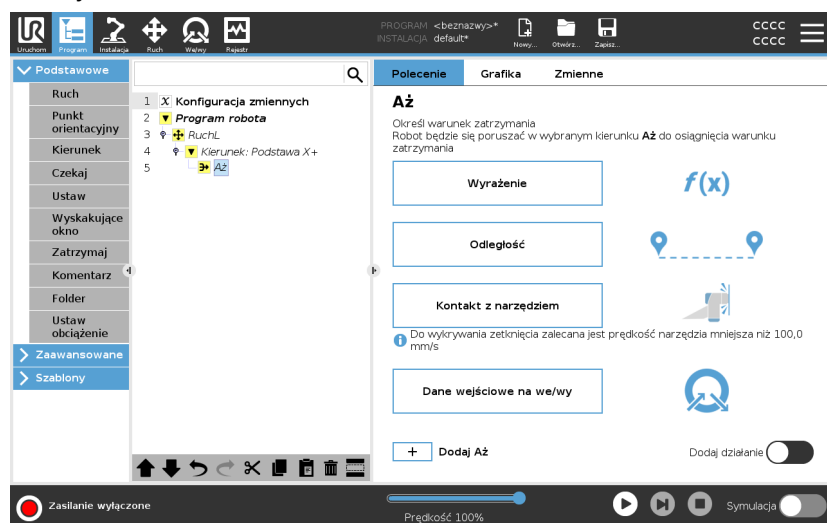 PROGRAM <beznazwy>*
INSTALACJA default*
Uruchom Program Instalacja Ruch We/wy Rejestr
Nowy... Otwórz... Zapisz...
cccc
cccc
Podstawowe
Ruch
Punkt
orientacyjny
Kierunek
Czekaj
Ustaw
Wyskakujące
okno
Zatrzymaj
Komentarz
Folder
Ustaw
obciążenie
Zaawansowane
Szablony
1 X Konfiguracja zmiennych
2 Program robota
3 RuchL
4 Kierunek: Podstawa X+
5 Aż
Polecenie Grafika Zmienne
Aż
Określ warunek zatrzymania
Robot będzie się poruszać w wybranym kierunku Aż do osiągnięcia warunku
zatrzymania
Wyrażenie
f(x)
Odległość
Kontakt z narzędziem
Do wykrywania zetknięcia zalecana jest prędkość narzędzia mniejsza niż 100,0
mm/s
Dane wejściowe na we/wy
+ Dodaj Aż
Dodaj działanie
Zasilanie wyłączone
Prędkość 100%
Symulacja